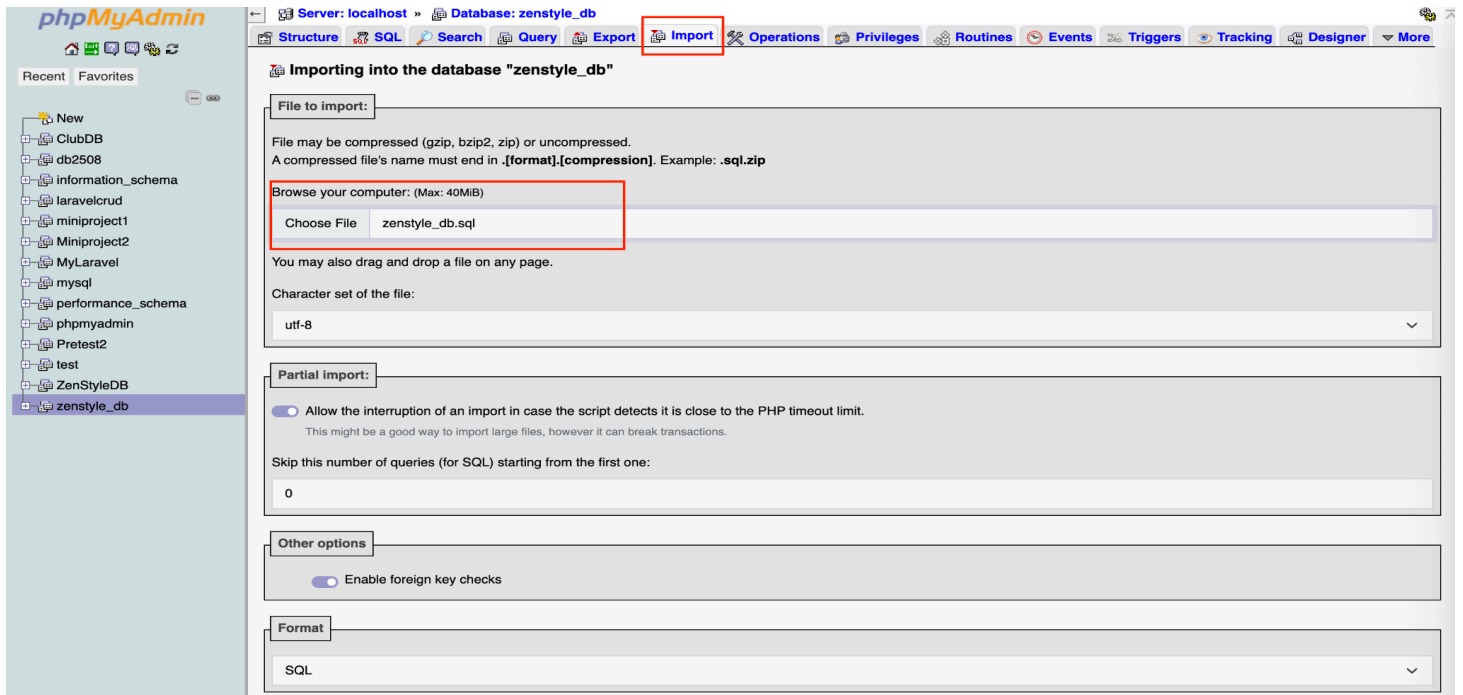 phpMyAdmin
Recent Favorites
New
ClubDB
db2508
information_schema
laravelcrud
miniproject1
Miniproject2
MyLaravel
mysql
performance_schema
phpmyadmin
Pretest2
test
ZenStyleDB
zenstyle_db
Server: localhost » Database: zenstyle_db
Structure SQL Search Query Export Import Operations Privileges Routines Events Triggers Tracking Designer More
Importing into the database "zenstyle_db"
File to import:
File may be compressed (gzip, bzip2, zip) or uncompressed.
A compressed file's name must end in .[format].[compression]. Example: .sql.zip
Browse your computer: (Max: 40MiB)
Choose File zenstyle_db.sql
You may also drag and drop a file on any page.
Character set of the file:
utf-8
Partial import:
Allow the interruption of an import in case the script detects it is close to the PHP timeout limit.
This might be a good way to import large files, however it can break transactions.
Skip this number of queries (for SQL) starting from the first one:
0
Other options
Enable foreign key checks
Format
SQL